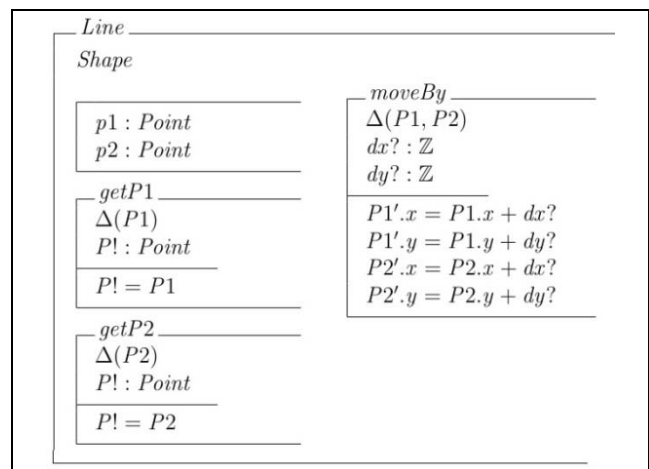 Line
Shape
p1 : Point
p2 : Point
getP1
Δ(P1)
P! : Point
P! = P1
getP2
Δ(P2)
P! : Point
P! = P2
moveBy
Δ(P1, P2)
dx? : ℤ
dy? : ℤ
P1′.x = P1.x + dx?
P1′.y = P1.y + dy?
P2′.x = P2.x + dx?
P2′.y = P2.y + dy?